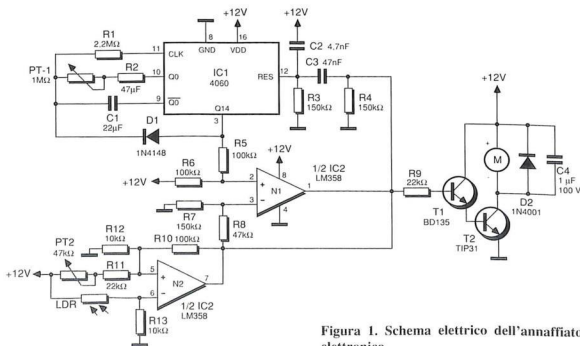 +12V
+12V
R1
2,2MΩ
11 CLK
8
GND
16
VDD
C2 4,7nF
C3 47nF
PT-1
1MΩ
R2
47µF
10 Q0
IC1
4060
RES 12
9 Q0
C1
22µF
Q14
3
R3
150kΩ
R4
150kΩ
D1
1N4148
R5
100kΩ
R6
100kΩ
+12V
+12V
8
2
+
N1
1
3
–
4
1/2 IC2
LM358
R7
150kΩ
R8
47kΩ
R12
10kΩ
R10 100kΩ
PT2
47kΩ
+12V
R11
22kΩ
5
+
N2
7
6
–
LDR
1/2 IC2
LM358
R13
10kΩ
R9
22kΩ
+12V
+
M
–
D2
1N4001
C4
1 µF
100 V
T1
BD135
T2
TIP31
Figura 1. Schema elettrico dell'annaffiato
elettronico